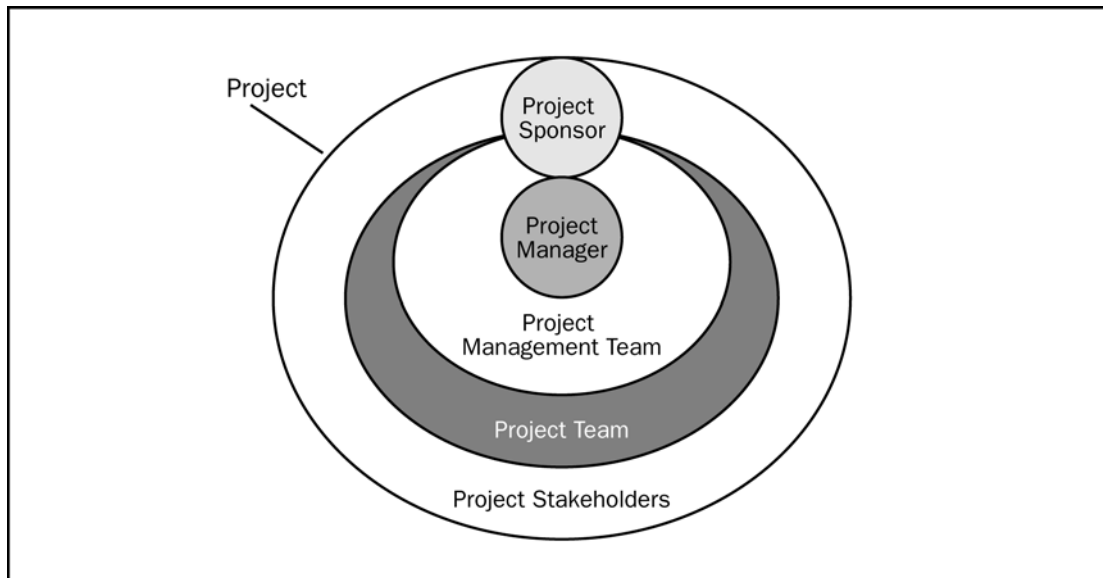 Project
Project
Sponsor
Project
Manager
Project
Management Team
Project Team
Project Stakeholders